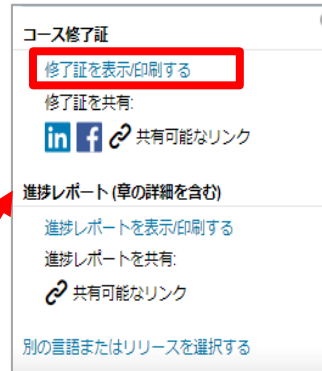 コース修了証
修了証を表示/印刷する
修了証を共有:
in f 共有可能なリンク
進捗レポート (章の詳細を含む)
進捗レポートを表示/印刷する
進捗レポートを共有:
共有可能なリンク
別の言語またはリリースを選択する